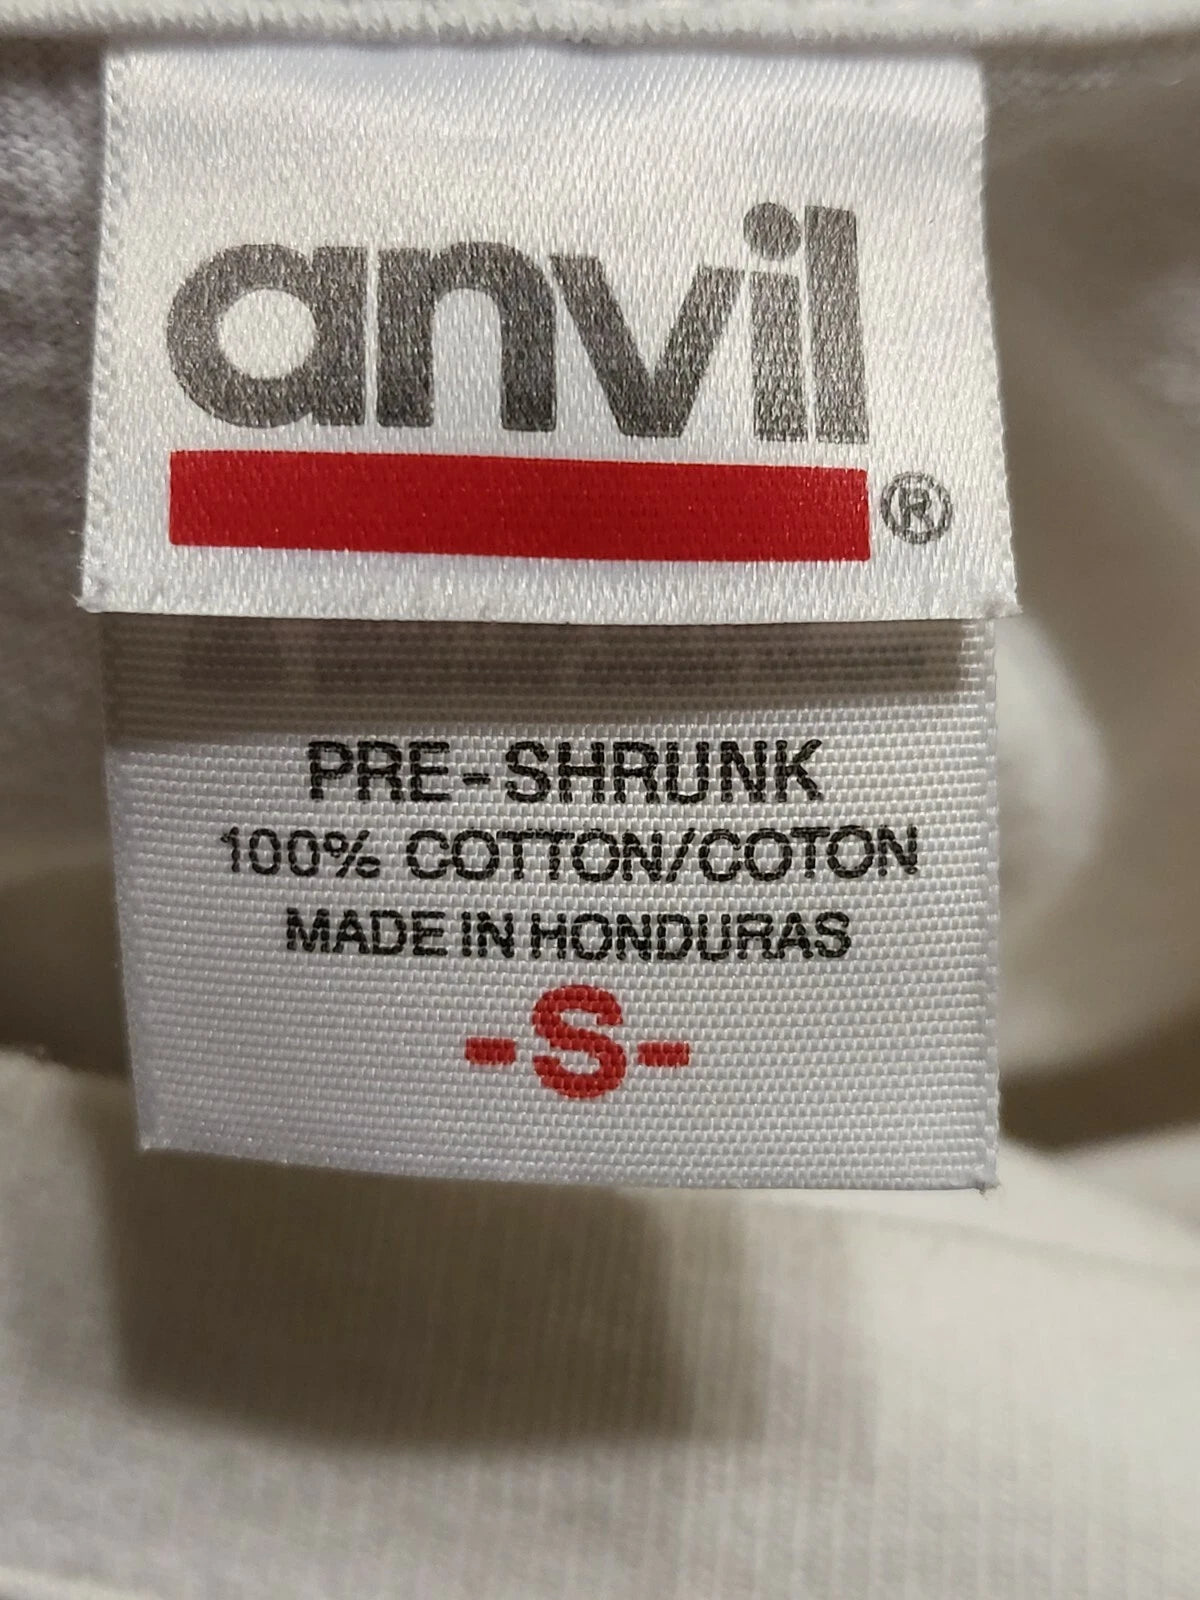 anvil
®
PRE-SHRUNK
100% COTTON/COTON
MADE IN HONDURAS
-S-